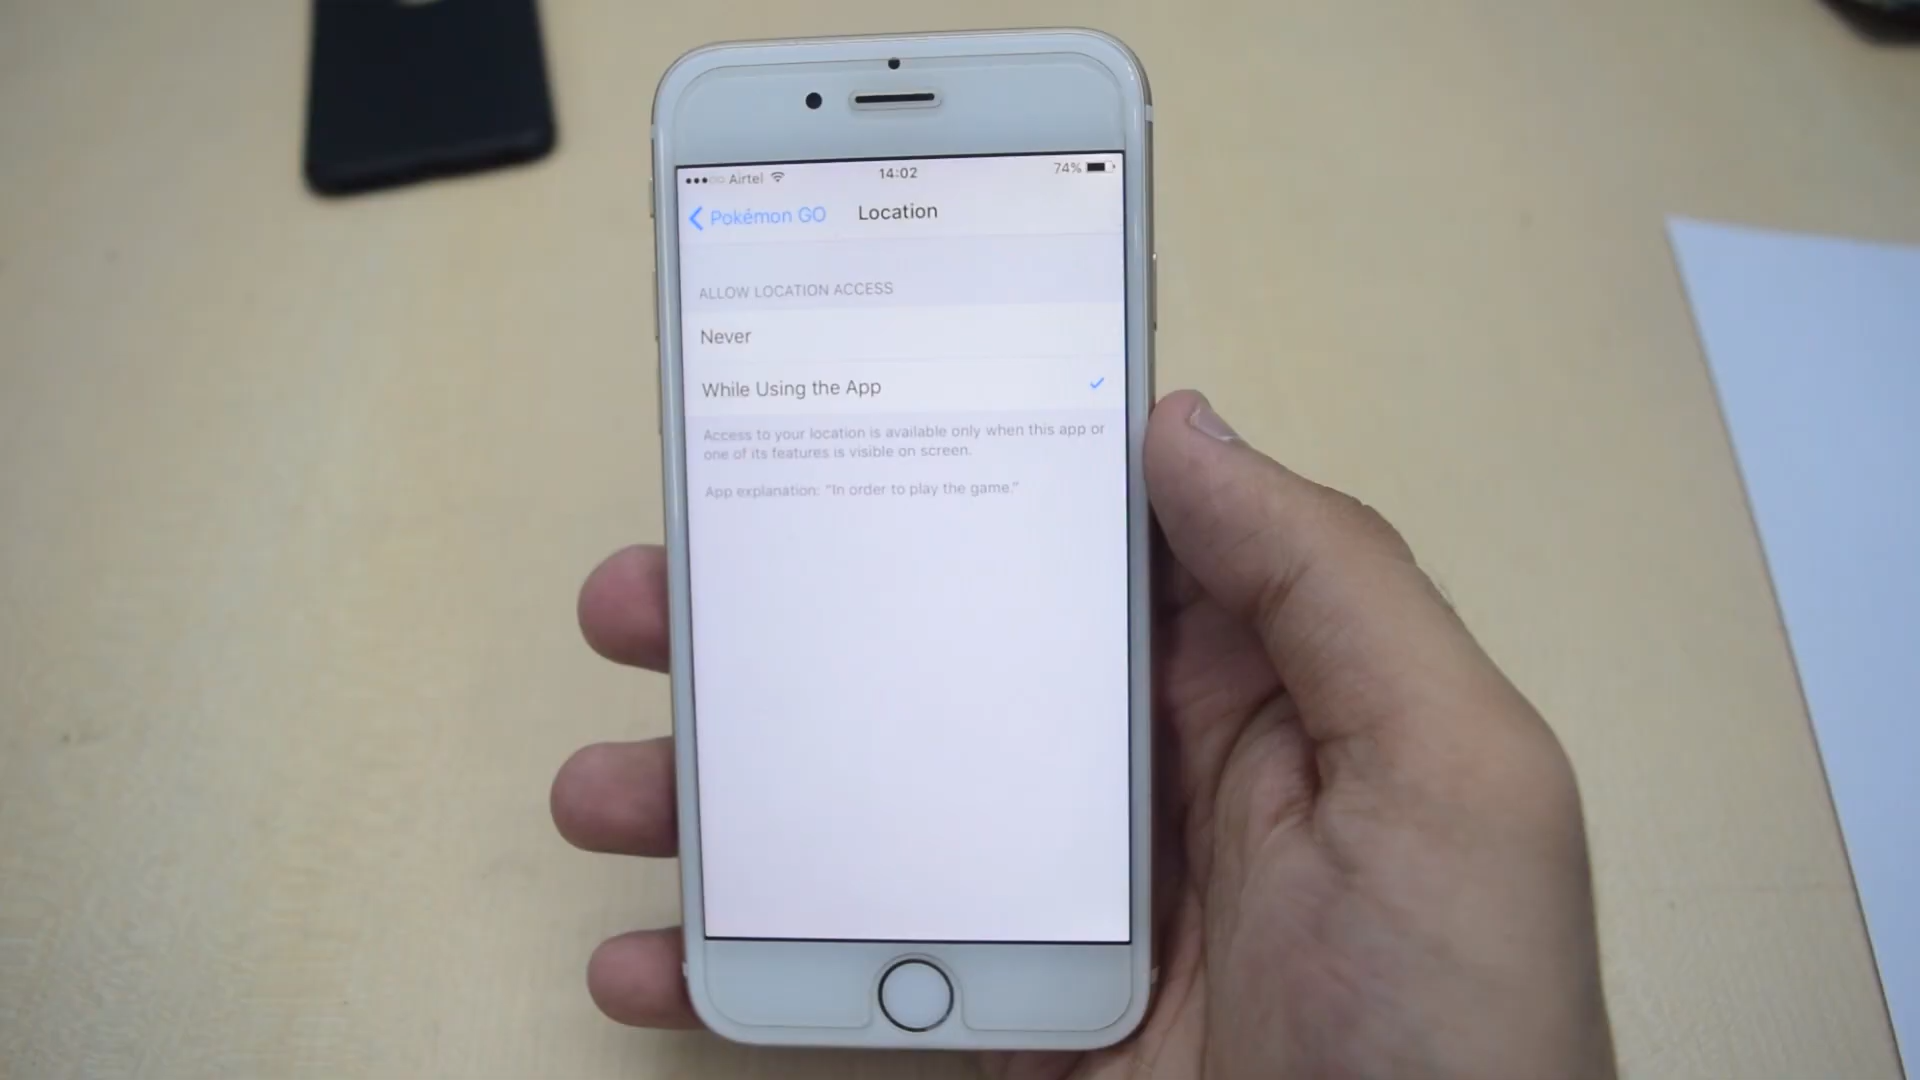 Airtel 14:02 74%
Pokémon GO Location
ALLOW LOCATION ACCESS
Never
While Using the App
Access to your location is available only when this app or
one of its features is visible on screen.
App explanation: “In order to play the game.”